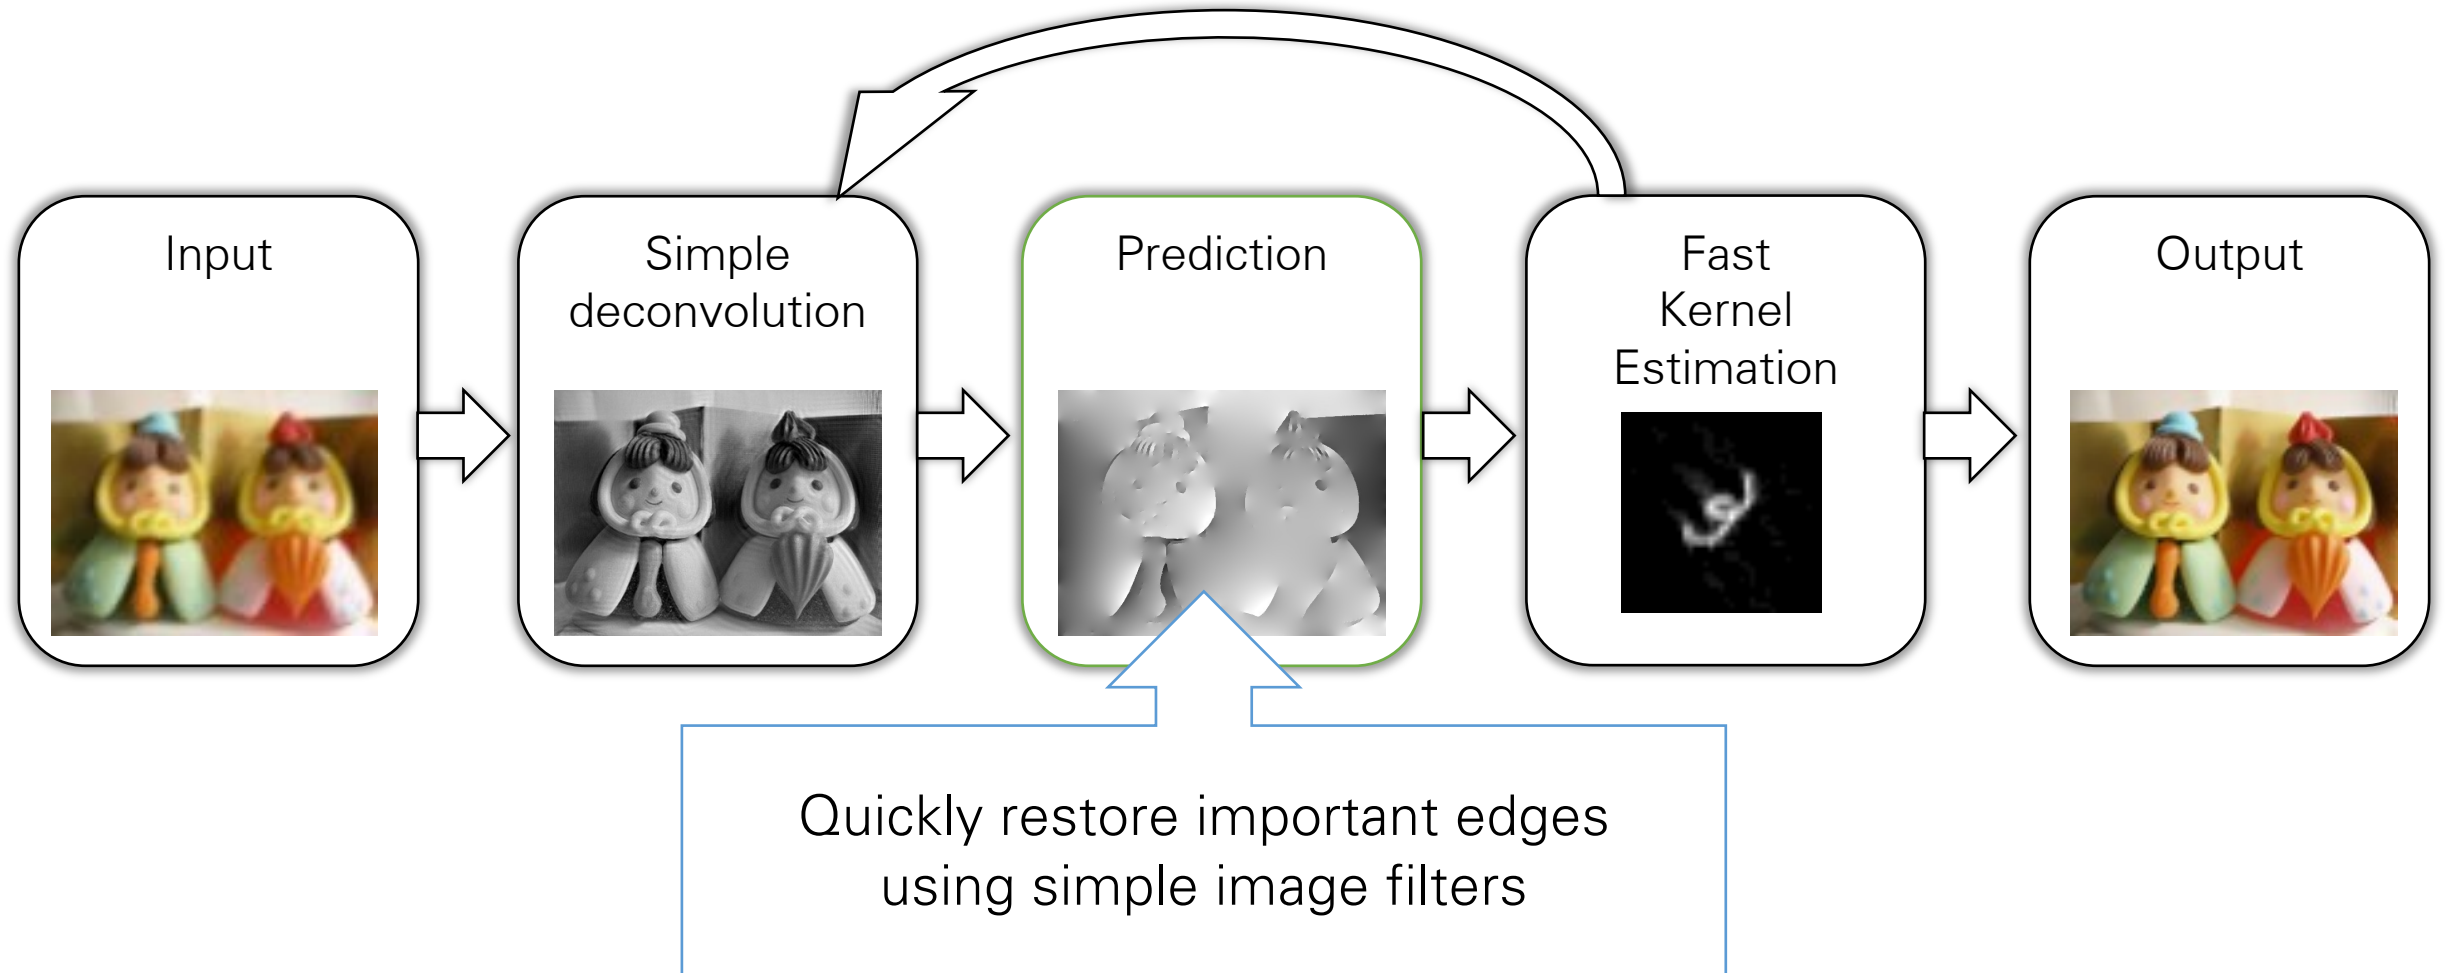 Input
Simple
deconvolution
Prediction
Fast
Kernel
Estimation
Output
Quickly restore important edges
using simple image filters